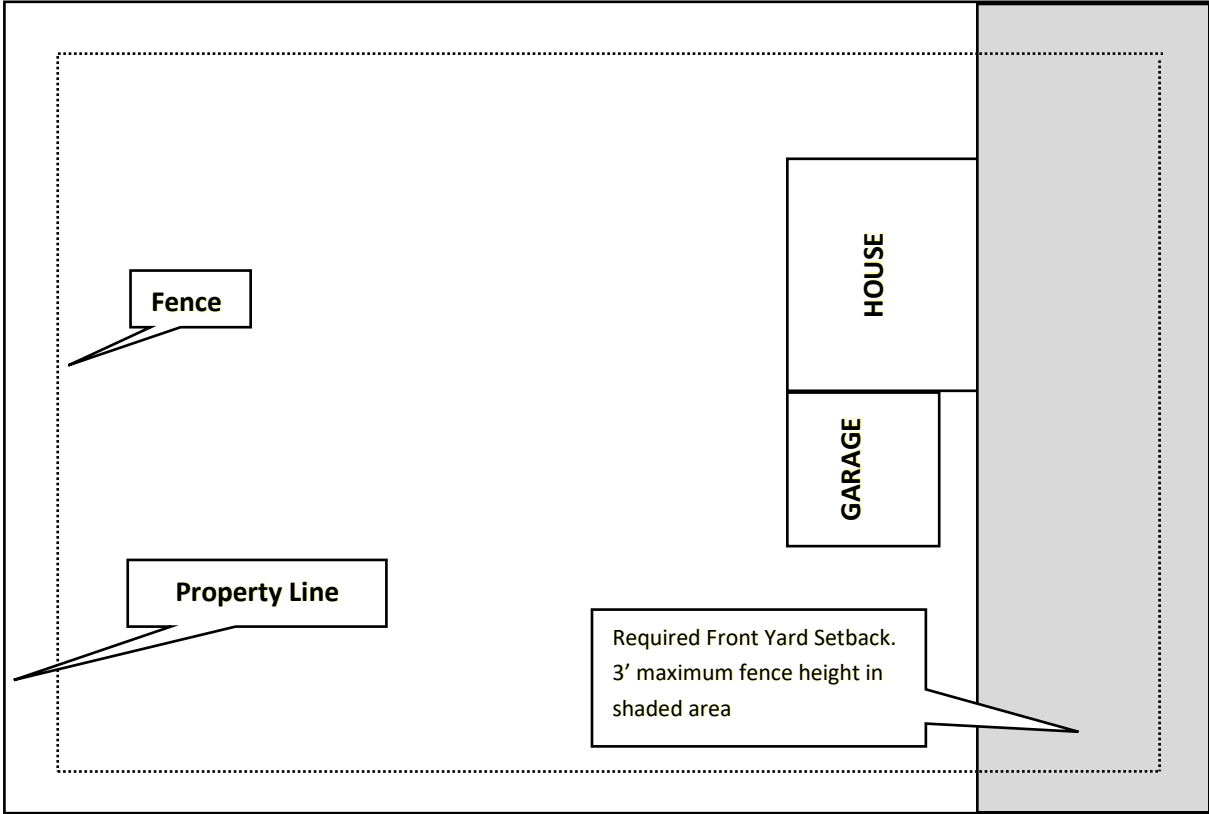 HOUSE
Fence
GARAGE
Property Line
Required Front Yard Setback.
3’ maximum fence height in
shaded area